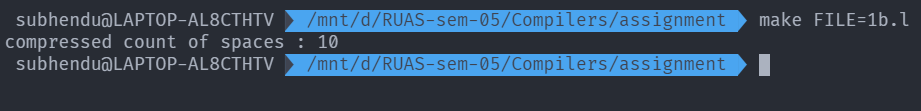 subhendu@LAPTOP-AL8CTHTV /mnt/d/RUAS-sem-05/Compilers/assignment make FILE=1b.l
compressed count of spaces : 10
subhendu@LAPTOP-AL8CTHTV /mnt/d/RUAS-sem-05/Compilers/assignment